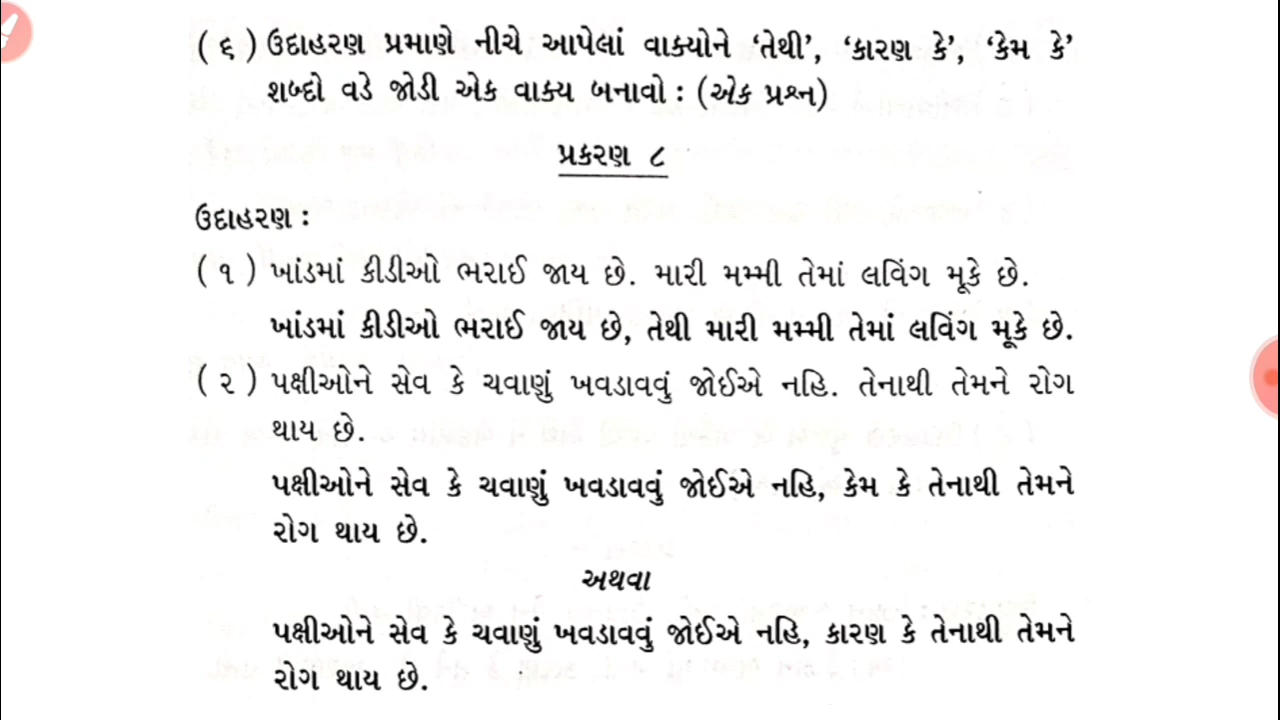 (૬) ઉદાહરણ પ્રમાણે નીચે આપેલાં વાક્યોને ‘તેથી’, ‘કારણ કે’, ‘કેમ કે’
શબ્દો વડે જોડી એક વાક્ય બનાવો : (એક પ્રશ્ન)
પ્રકરણ ૮
ઉદાહરણ :
(૧) ખાંડમાં કીડીઓ ભરાઈ જાય છે. મારી મમ્મી તેમાં લવિંગ મૂકે છે.
ખાંડમાં કીડીઓ ભરાઈ જાય છે, તેથી મારી મમ્મી તેમાં લવિંગ મૂકે છે.
(૨) પક્ષીઓને સેવ કે ચવાણું ખવડાવવું જોઈએ નહિ. તેનાથી તેમને રોગ
થાય છે.
પક્ષીઓને સેવ કે ચવાણું ખવડાવવું જોઈએ નહિ, કેમ કે તેનાથી તેમને
રોગ થાય છે.
અથવા
પક્ષીઓને સેવ કે ચવાણું ખવડાવવું જોઈએ નહિ, કારણ કે તેનાથી તેમને
રોગ થાય છે.